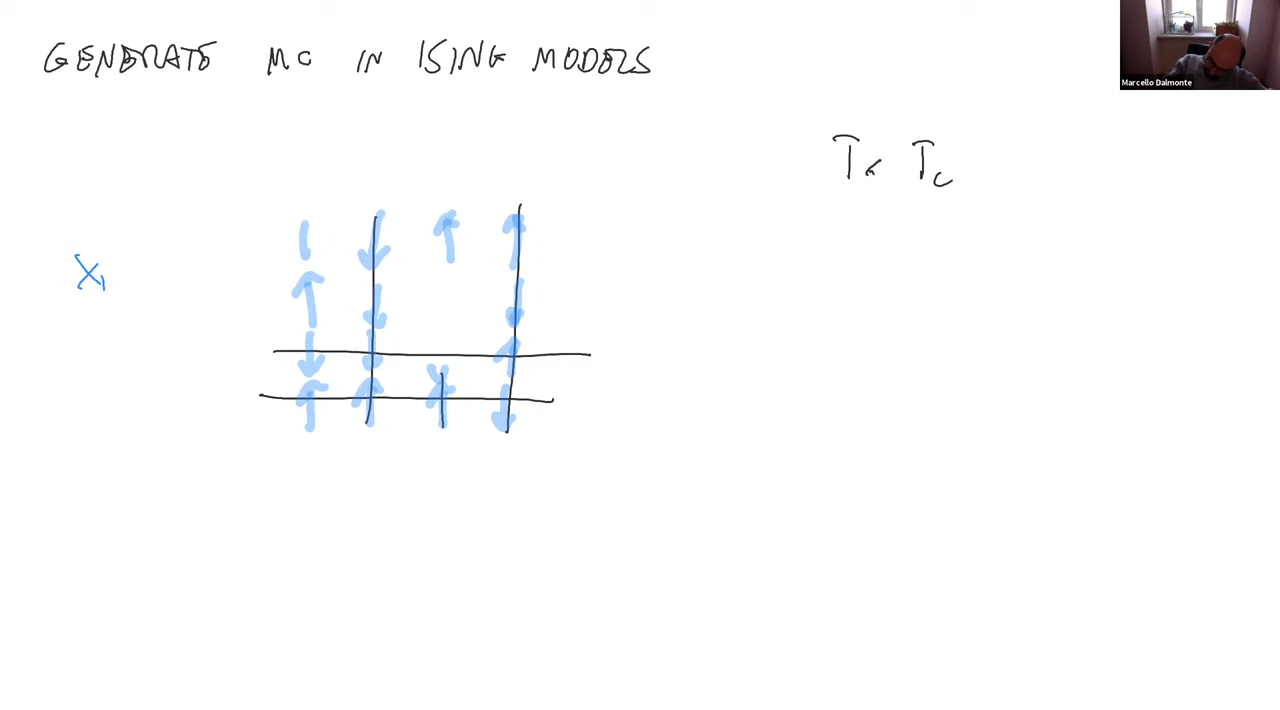 GENERATE MC IN ISING MODELS
Marcello Dalmonte
T< Tc
X1